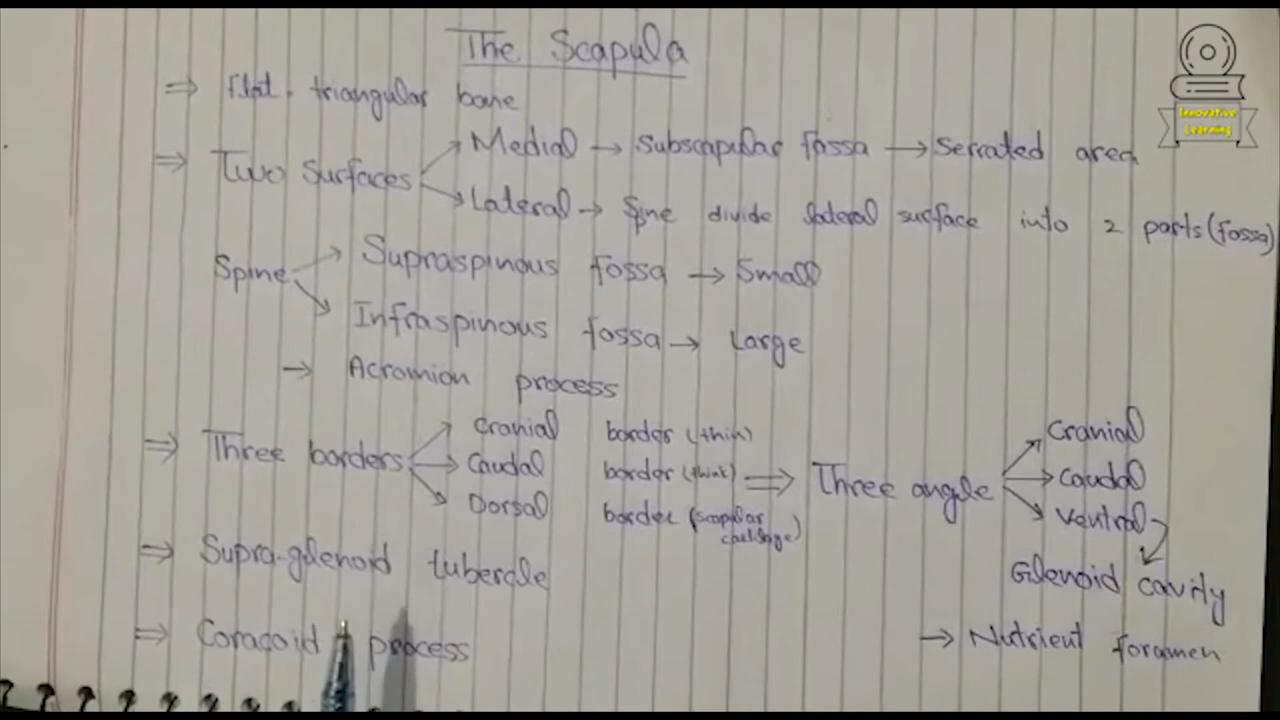 The Scapula
⇒ Flat, triangular bone
⇒ Two Surfaces
→ Medial → Subscapular fossa → Serrated area
→ Lateral → Spine divide lateral surface into 2 parts (fossa)
Spine
→ Supraspinous fossa → Small
→ Infraspinous fossa → Large
→ Acromion process
⇒ Three borders
→ Cranial border (thin)
→ Caudal border (thick)
→ Dorsal border (scapular
⇒ Three angle
→ Cranial
→ Caudal
→ Ventral
Glenoid cavity
⇒ Supra-glenoid tubercle
⇒ Coracoid process
→ Nutrient foramen
Innovative
Learning